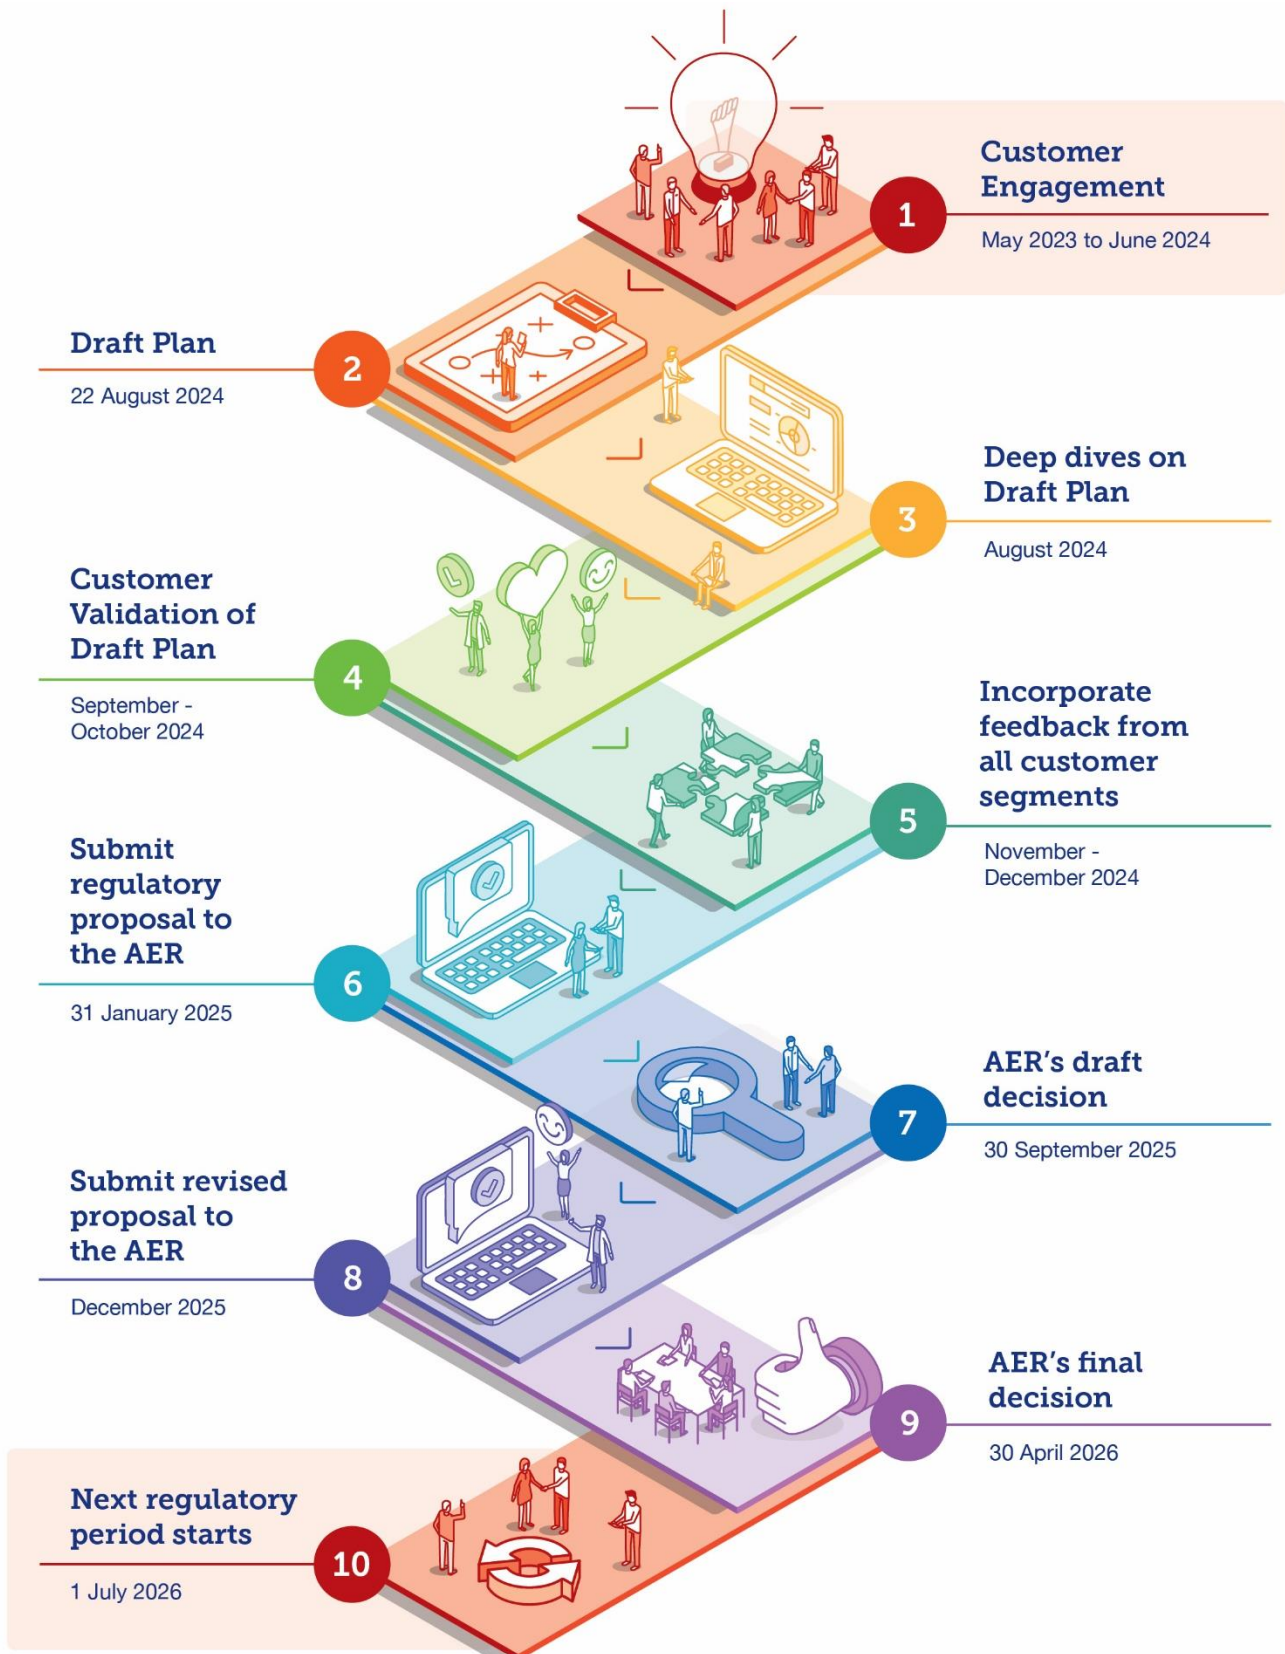 1
Customer
Engagement
May 2023 to June 2024
2
Draft Plan
22 August 2024
3
Deep dives on
Draft Plan
August 2024
4
Customer
Validation of
Draft Plan
September -
October 2024
5
Incorporate
feedback from
all customer
segments
November -
December 2024
6
Submit
regulatory
proposal to
the AER
31 January 2025
7
AER's draft
decision
30 September 2025
8
Submit revised
proposal to
the AER
December 2025
9
AER's final
decision
30 April 2026
10
Next regulatory
period starts
1 July 2026